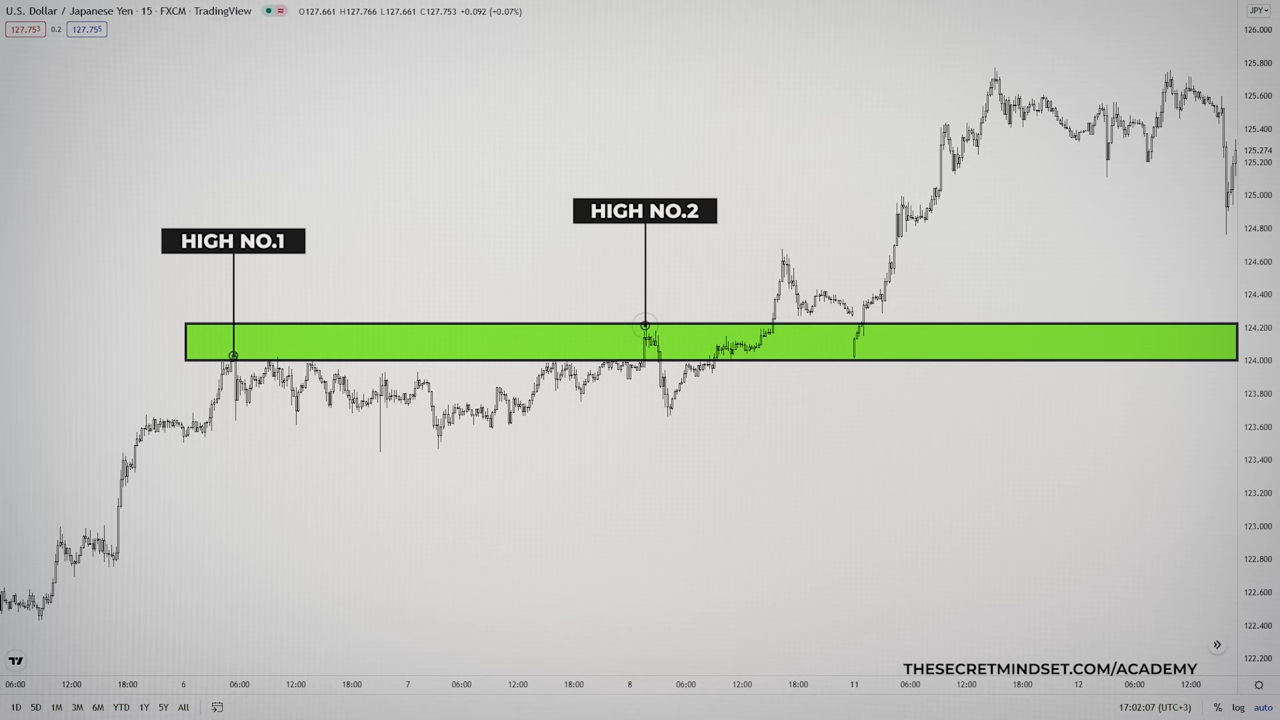 U.S. Dollar / Japanese Yen · 15 · FXCM · TradingView O127.661 H127.766 L127.661 C127.753 +0.092 (+0.07%)
127.753 0.2 127.755
JPY
126.000
125.800
125.600
125.400
125.274
125.200
125.000
124.800
124.600
124.400
124.200
124.000
123.800
123.600
123.400
123.200
123.000
122.800
122.600
122.400
122.200
HIGH NO.2
HIGH NO.1
THESECRETMINDSET.COM/ACADEMY
06:00 12:00 18:00 6 06:00 12:00 18:00 7 06:00 12:00 18:00 8 06:00 12:00 18:00 11 06:00 12:00 18:00 12 06:00 12:00
1D 5D 1M 3M 6M YTD 1Y 5Y All 17:02:07 (UTC+3) % log auto